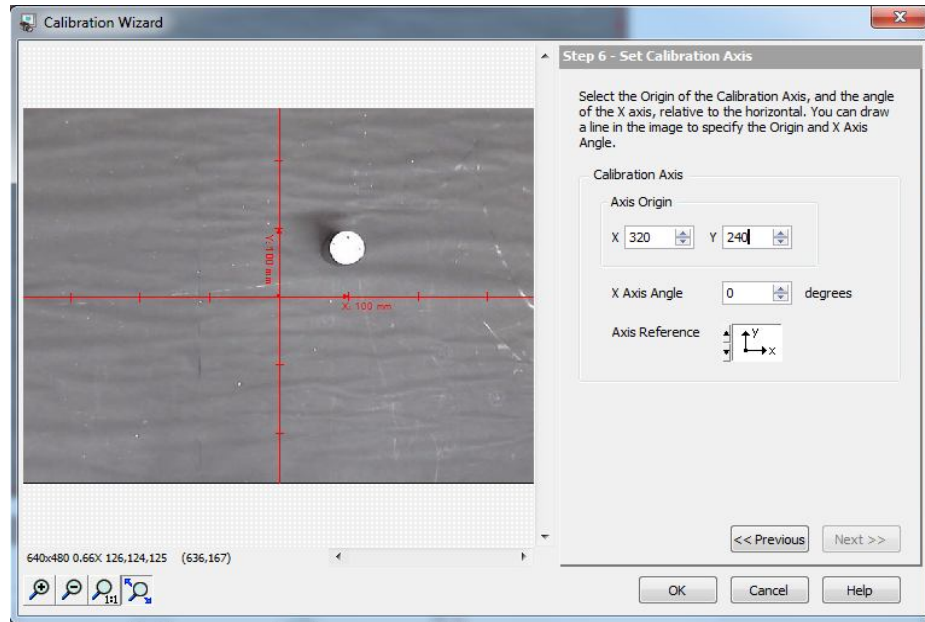 Calibration Wizard
Step 6 - Set Calibration Axis
Select the Origin of the Calibration Axis, and the angle
of the X axis, relative to the horizontal. You can draw
a line in the image to specify the Origin and X Axis
Angle.
Calibration Axis
Axis Origin
X 320 Y 240
X Axis Angle 0 degrees
Axis Reference y x
Y, 100 mm
X, 100 mm
<< Previous Next >>
640x480 0.66X 126,124,125 (636,167)
1:1
OK Cancel Help